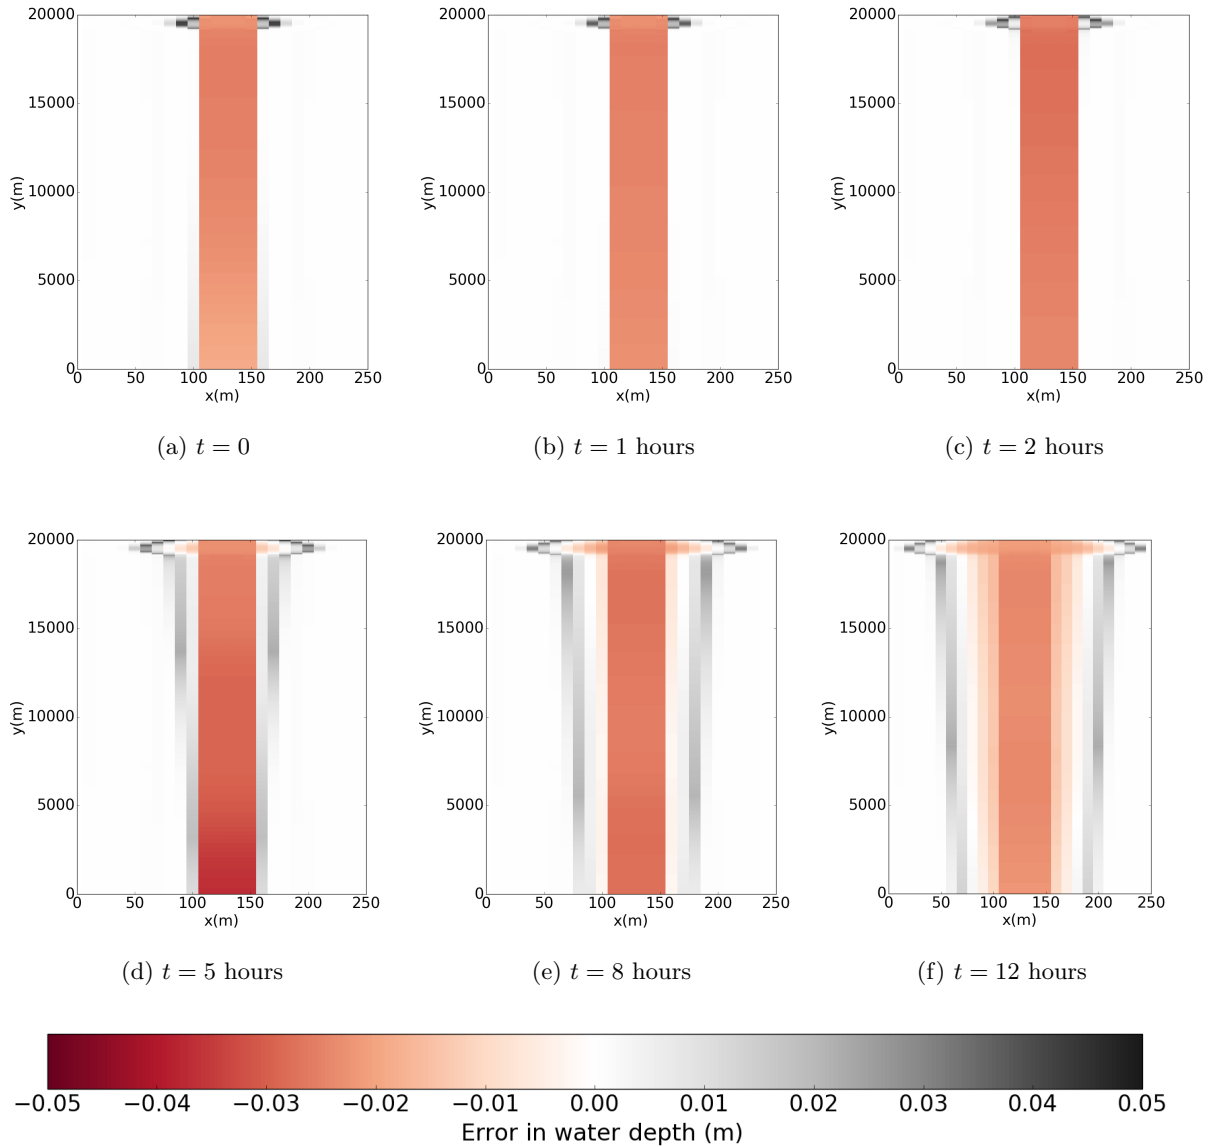 20000
15000
10000
5000
0
y(m)
0 50 100 150 200 250
x(m)
(a) t = 0
20000
15000
10000
5000
0
y(m)
0 50 100 150 200 250
x(m)
(b) t = 1 hours
20000
15000
10000
5000
0
y(m)
0 50 100 150 200 250
x(m)
(c) t = 2 hours
20000
15000
10000
5000
0
y(m)
0 50 100 150 200 250
x(m)
(d) t = 5 hours
20000
15000
10000
5000
0
y(m)
0 50 100 150 200 250
x(m)
(e) t = 8 hours
20000
15000
10000
5000
0
y(m)
0 50 100 150 200 250
x(m)
(f) t = 12 hours
−0.05 −0.04 −0.03 −0.02 −0.01 0.00 0.01 0.02 0.03 0.04 0.05
Error in water depth (m)